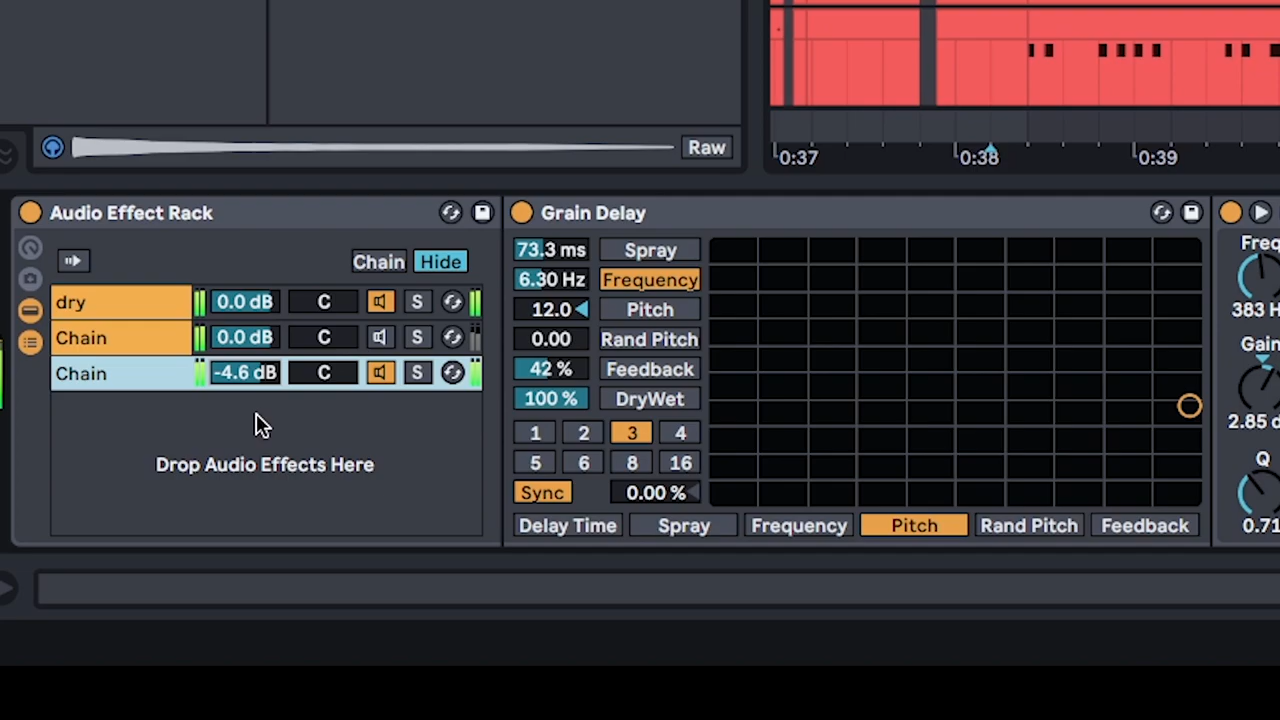 Raw
0:37
0:38
0:39
Audio Effect Rack
Chain Hide
dry 0.0 dB C S
Chain 0.0 dB C S
Chain -4.6 dB C S
Drop Audio Effects Here
Grain Delay
73.3 ms Spray
6.30 Hz Frequency
12.0 Pitch
0.00 Rand Pitch
42 % Feedback
100 % DryWet
1 2 3 4
5 6 8 16
Sync 0.00 %
Delay Time Spray Frequency Pitch Rand Pitch Feedback
Freq
383 H
Gain
2.85 d
Q
0.71